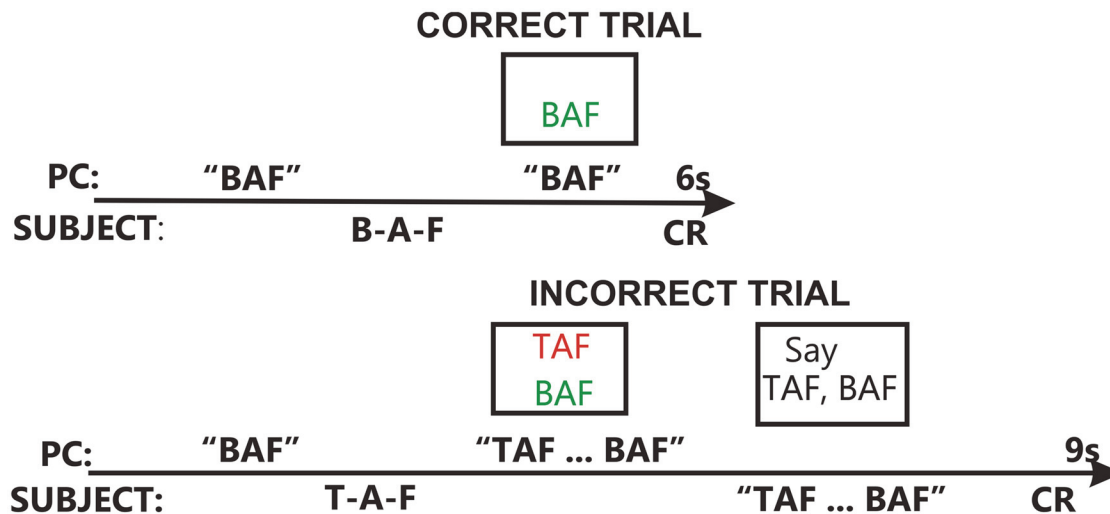 CORRECT TRIAL
BAF
PC: “BAF” “BAF” 6s
SUBJECT: B-A-F CR
INCORRECT TRIAL
TAF
BAF
Say
TAF, BAF
PC: “BAF” “TAF ... BAF” 9s
SUBJECT: T-A-F “TAF ... BAF” CR